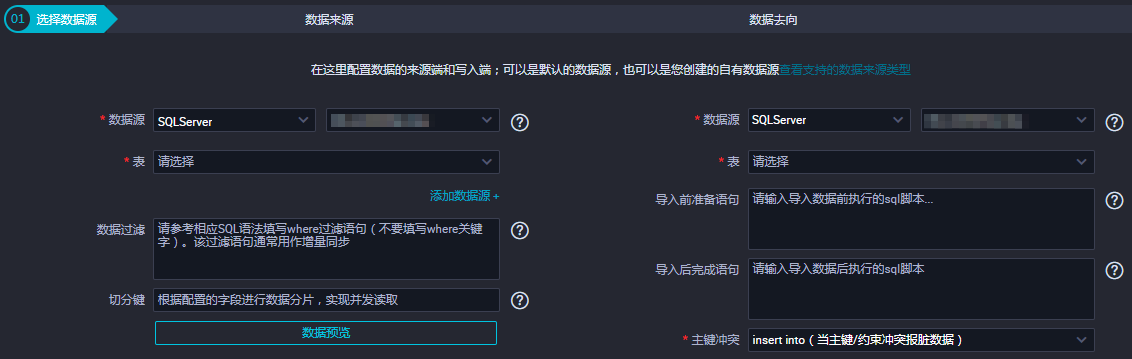 01 选择数据源 数据来源 数据去向
在这里配置数据的来源端和写入端；可以是默认的数据源，也可以是您创建的自有数据源查看支持的数据来源类型
* 数据源 SQLServer ?
* 表 请选择
添加数据源 +
数据过滤 请参考相应SQL语法填写where过滤语句（不要填写where关键
字）。该过滤语句通常用作增量同步 ?
切分键 根据配置的字段进行数据分片，实现并发读取 ?
数据预览
* 数据源 SQLServer ?
* 表 请选择
导入前准备语句 请输入导入数据前执行的sql脚本... ?
导入后完成语句 请输入导入数据后执行的sql脚本 ?
* 主键冲突 insert into（当主键/约束冲突报脏数据）